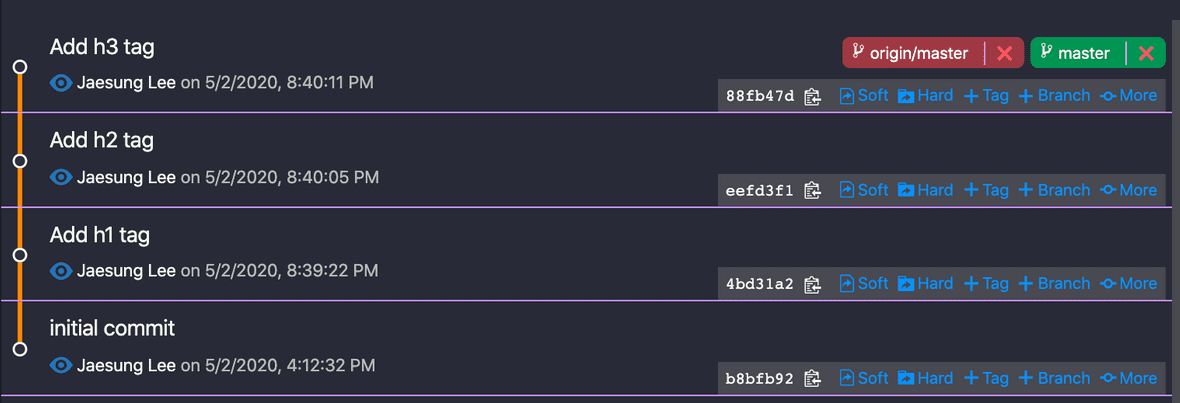 Add h3 tag
origin/master
master
Jaesung Lee on 5/2/2020, 8:40:11 PM
88fb47d Soft Hard Tag Branch More
Add h2 tag
Jaesung Lee on 5/2/2020, 8:40:05 PM
eefd3f1 Soft Hard Tag Branch More
Add h1 tag
Jaesung Lee on 5/2/2020, 8:39:22 PM
4bd31a2 Soft Hard Tag Branch More
initial commit
Jaesung Lee on 5/2/2020, 4:12:32 PM
b8bfb92 Soft Hard Tag Branch More